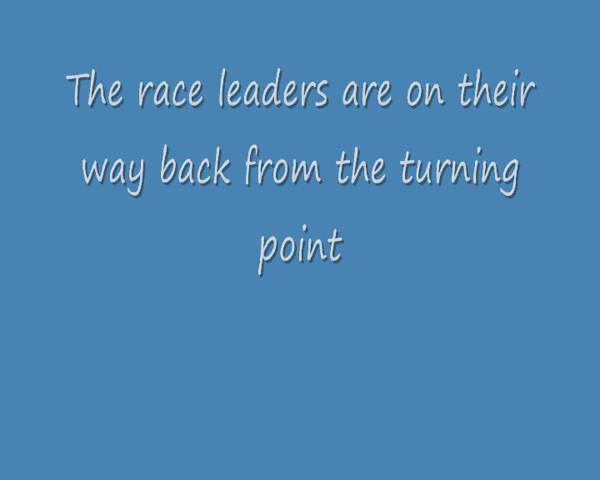 The race leaders are on their
way back from the turning
point